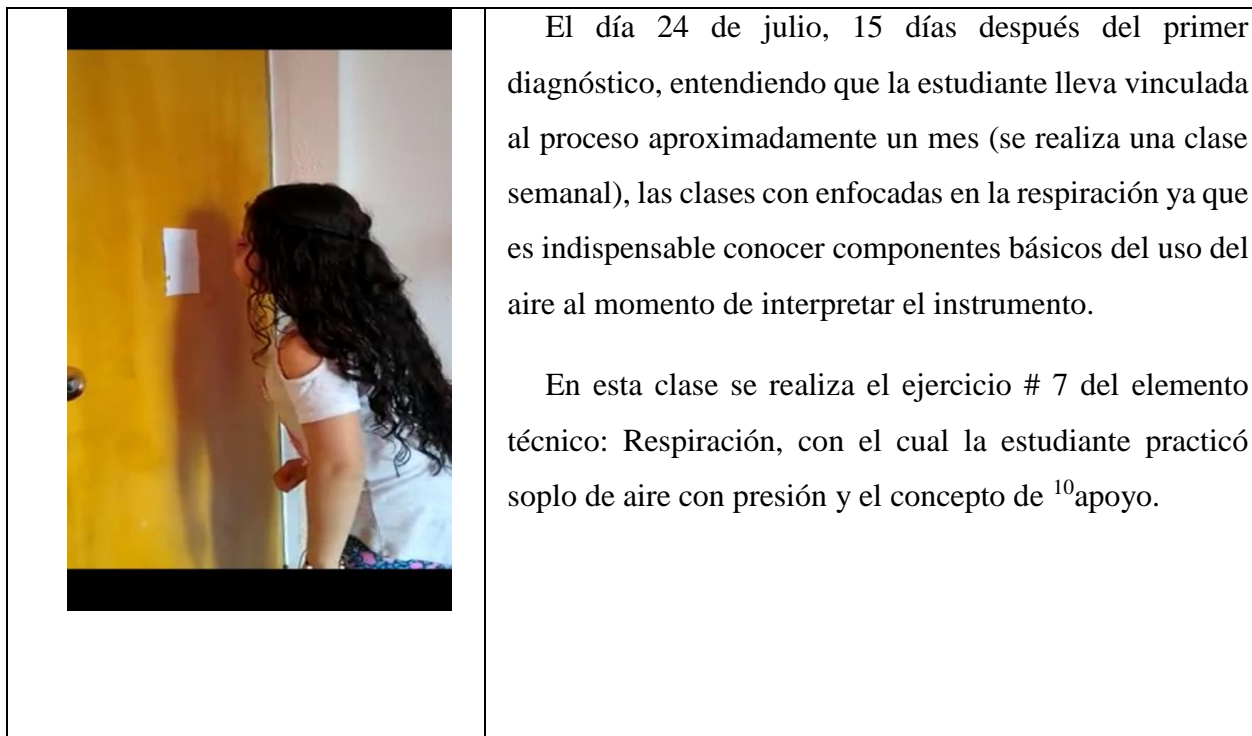 El día 24 de julio, 15 días después del primer
diagnóstico, entendiendo que la estudiante lleva vinculada
al proceso aproximadamente un mes (se realiza una clase
semanal), las clases con enfocadas en la respiración ya que
es indispensable conocer componentes básicos del uso del
aire al momento de interpretar el instrumento.
En esta clase se realiza el ejercicio # 7 del elemento
técnico: Respiración, con el cual la estudiante practicó
soplo de aire con presión y el concepto de ¹⁰apoyo.